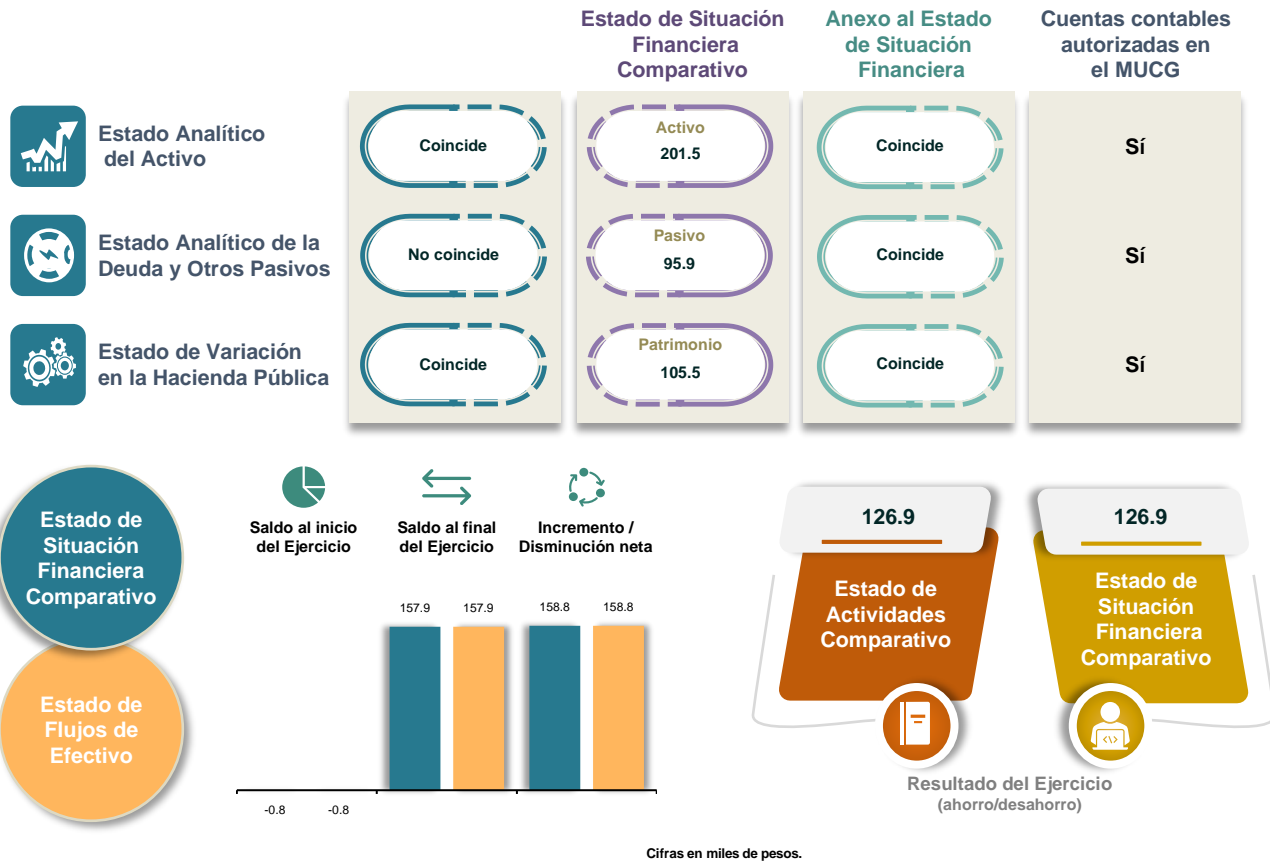 Estado de Situación
Financiera
Comparativo
Anexo al Estado
de Situación
Financiera
Cuentas contables
autorizadas en
el MUCG
Estado Analítico
del Activo
Coincide
Activo
201.5
Coincide
Sí
Estado Analítico de la
Deuda y Otros Pasivos
No coincide
Pasivo
95.9
Coincide
Sí
Estado de Variación
en la Hacienda Pública
Coincide
Patrimonio
105.5
Coincide
Sí
Estado de
Situación
Financiera
Comparativo
Estado de
Flujos de
Efectivo
Saldo al inicio
del Ejercicio
Saldo al final
del Ejercicio
Incremento /
Disminución neta
157.9
157.9
158.8
158.8
-0.8
-0.8
126.9
Estado de
Actividades
Comparativo
126.9
Estado de
Situación
Financiera
Comparativo
Resultado del Ejercicio
(ahorro/desahorro)
Cifras en miles de pesos.